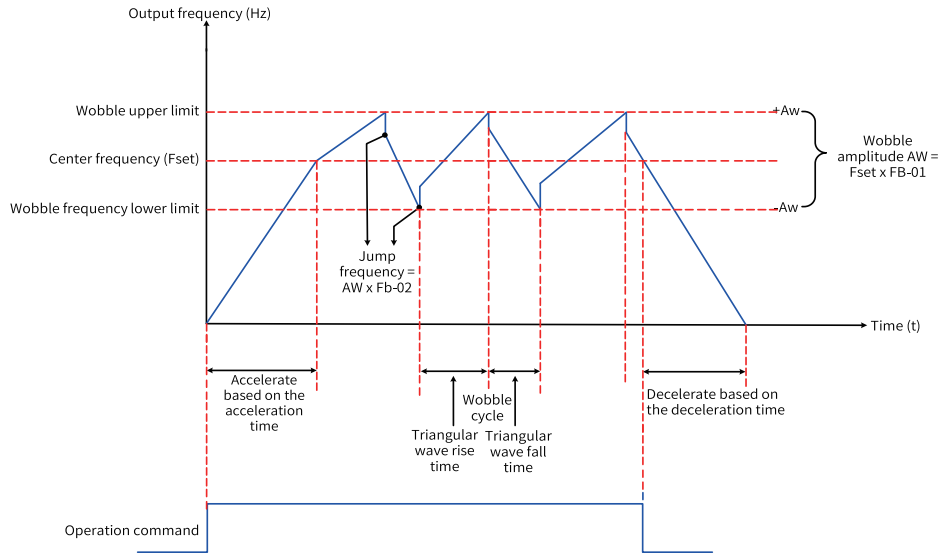 Output frequency (Hz)
Wobble upper limit
+Aw
Center frequency (Fset)
Wobble
amplitude AW =
Fset x FB-01
Wobble frequency lower limit
-Aw
Jump
frequency =
AW x Fb-02
Time (t)
Accelerate
based on the
acceleration
time
Wobble
cycle
Triangular
wave rise
time
Triangular
wave fall
time
Decelerate based on
the deceleration time
Operation command